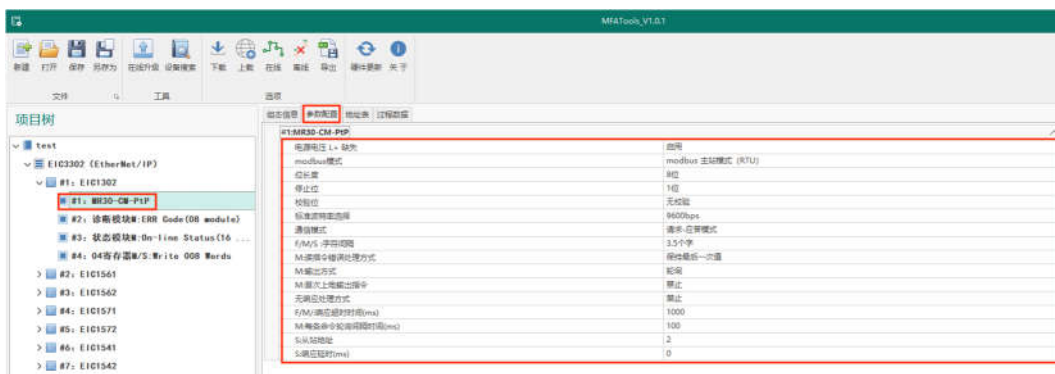 MFATools_V1.0.1
新建 打开 保存 另存为 在线升级 设备搜索 下载 上载 在线 离线 导出 硬件更新 关于
文件 工具 选项
项目树
test
EIC3302 (EtherNet/IP)
#1: EIC1302
#1: MR30-CM-PtP
#2: 诊断模块M:ERR Code(08 module)
#3: 状态模块M:On-line Status(16 ...
#4: 04寄存器M/S:Write 008 Words
#2: EIC1561
#3: EIC1562
#4: EIC1571
#5: EIC1572
#6: EIC1541
#7: EIC1542
组态信息 参数配置 地址表 过程数据
#1:MR30-CM-PtP
电源电压 L+ 缺失 启用
modbus模式 modbus 主站模式 (RTU)
位长度 8位
停止位 1位
校验位 无校验
标准波特率选择 9600bps
通信模式 请求-应答模式
F/M/S :字符间隔 3.5个字
M:读指令错误处理方式 保持最后一次值
M:输出方式 轮询
M:首次上电输出指令 禁止
无响应处理方式 禁止
F/M/:响应超时时间(ms) 1000
M:每条命令轮询间隔时间(ms) 100
S:从站地址 2
S:响应延时(ms) 0